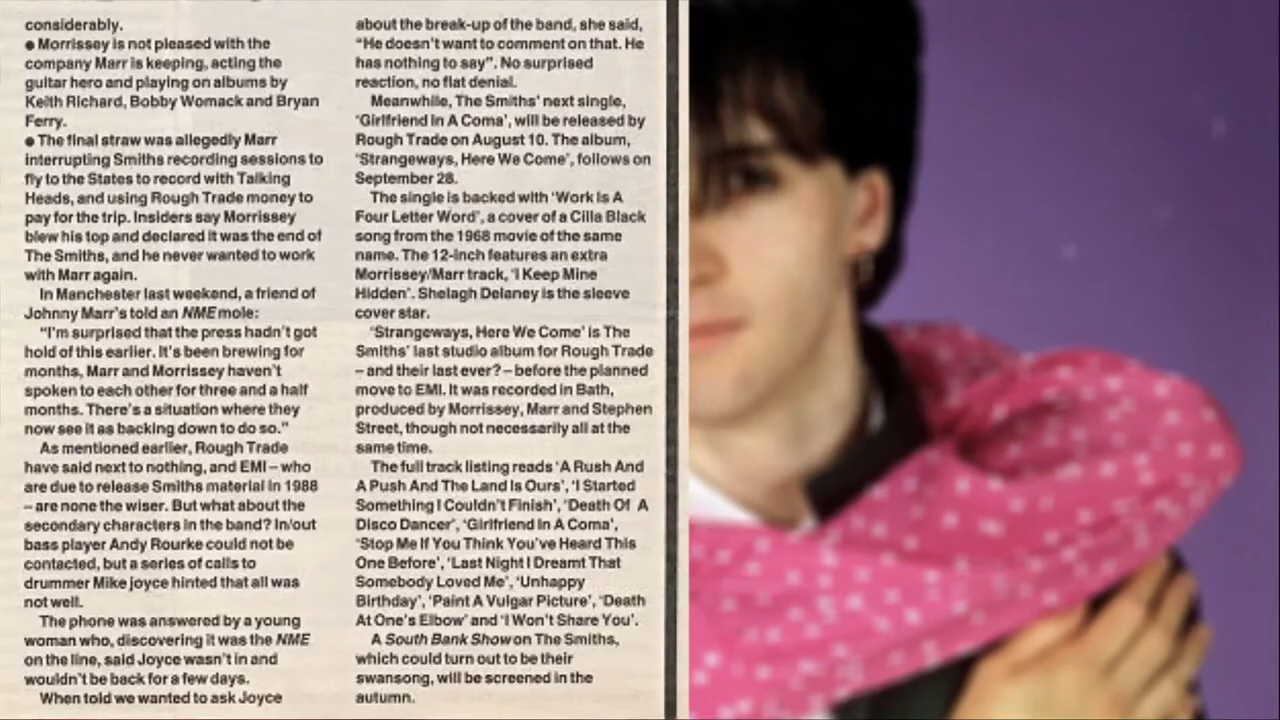 considerably.
● Morrissey is not pleased with the
company Marr is keeping, acting the
guitar hero and playing on albums by
Keith Richard, Bobby Womack and Bryan
Ferry.
● The final straw was allegedly Marr
interrupting Smiths recording sessions to
fly to the States to record with Talking
Heads, and using Rough Trade money to
pay for the trip. Insiders say Morrissey
blew his top and declared it was the end of
The Smiths, and he never wanted to work
with Marr again.
In Manchester last weekend, a friend of
Johnny Marr's told an NME mole:
"I'm surprised that the press hadn't got
hold of this earlier. It's been brewing for
months, Marr and Morrissey haven't
spoken to each other for three and a half
months. There's a situation where they
now see it as backing down to do so."
As mentioned earlier, Rough Trade
have said next to nothing, and EMI – who
are due to release Smiths material in 1988
– are none the wiser. But what about the
secondary characters in the band? In/out
bass player Andy Rourke could not be
contacted, but a series of calls to
drummer Mike joyce hinted that all was
not well.
The phone was answered by a young
woman who, discovering it was the NME
on the line, said Joyce wasn't in and
wouldn't be back for a few days.
When told we wanted to ask Joyce
about the break-up of the band, she said,
"He doesn't want to comment on that. He
has nothing to say". No surprised
reaction, no flat denial.
Meanwhile, The Smiths' next single,
'Girlfriend In A Coma', will be released by
Rough Trade on August 10. The album,
'Strangeways, Here We Come', follows on
September 28.
The single is backed with 'Work Is A
Four Letter Word', a cover of a Cilla Black
song from the 1968 movie of the same
name. The 12-inch features an extra
Morrissey/Marr track, 'I Keep Mine
Hidden'. Shelagh Delaney is the sleeve
cover star.
'Strangeways, Here We Come' is The
Smiths' last studio album for Rough Trade
– and their last ever? – before the planned
move to EMI. It was recorded in Bath,
produced by Morrissey, Marr and Stephen
Street, though not necessarily all at the
same time.
The full track listing reads 'A Rush And
A Push And The Land Is Ours', 'I Started
Something I Couldn't Finish', 'Death Of A
Disco Dancer', 'Girlfriend In A Coma',
'Stop Me If You Think You've Heard This
One Before', 'Last Night I Dreamt That
Somebody Loved Me', 'Unhappy
Birthday', 'Paint A Vulgar Picture', 'Death
At One's Elbow' and 'I Won't Share You'.
A South Bank Show on The Smiths,
which could turn out to be their
swansong, will be screened in the
autumn.